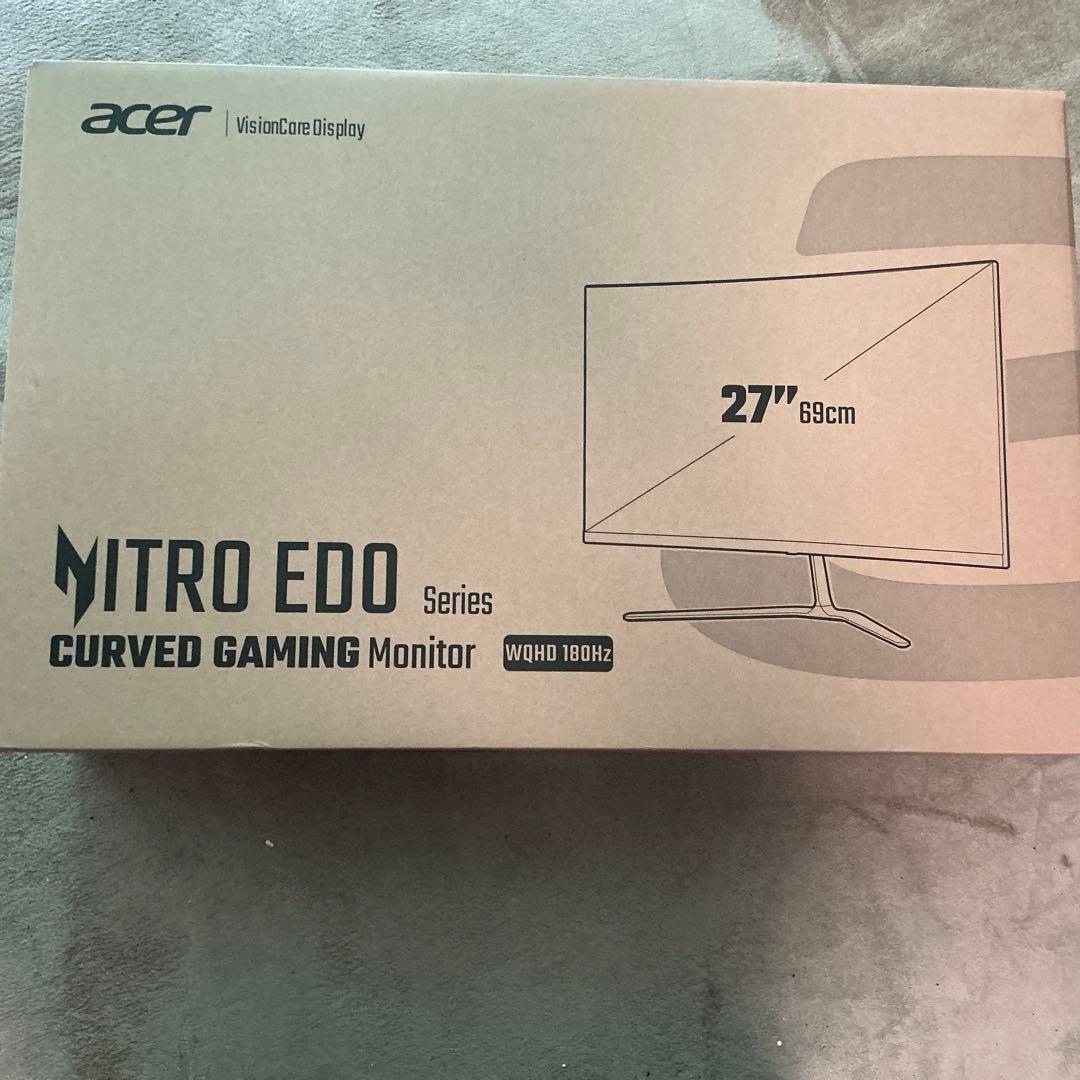 acer | VisionCare Display
27" 69cm
NITRO ED0 Series
CURVED GAMING Monitor WQHD 180Hz